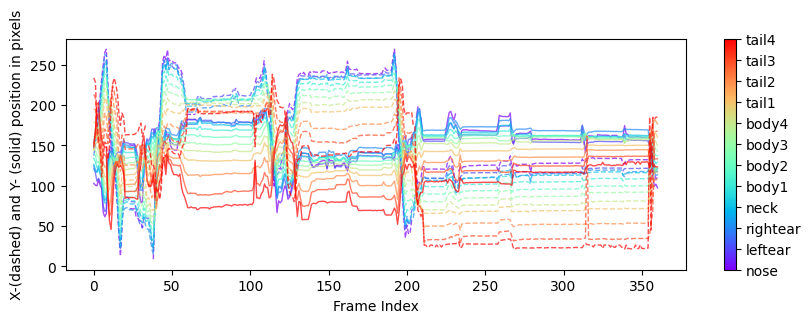 X-(dashed) and Y- (solid) position in pixels
250
200
150
100
50
0
0 50 100 150 200 250 300 350
Frame Index
tail4
tail3
tail2
tail1
body4
body3
body2
body1
neck
rightear
leftear
nose